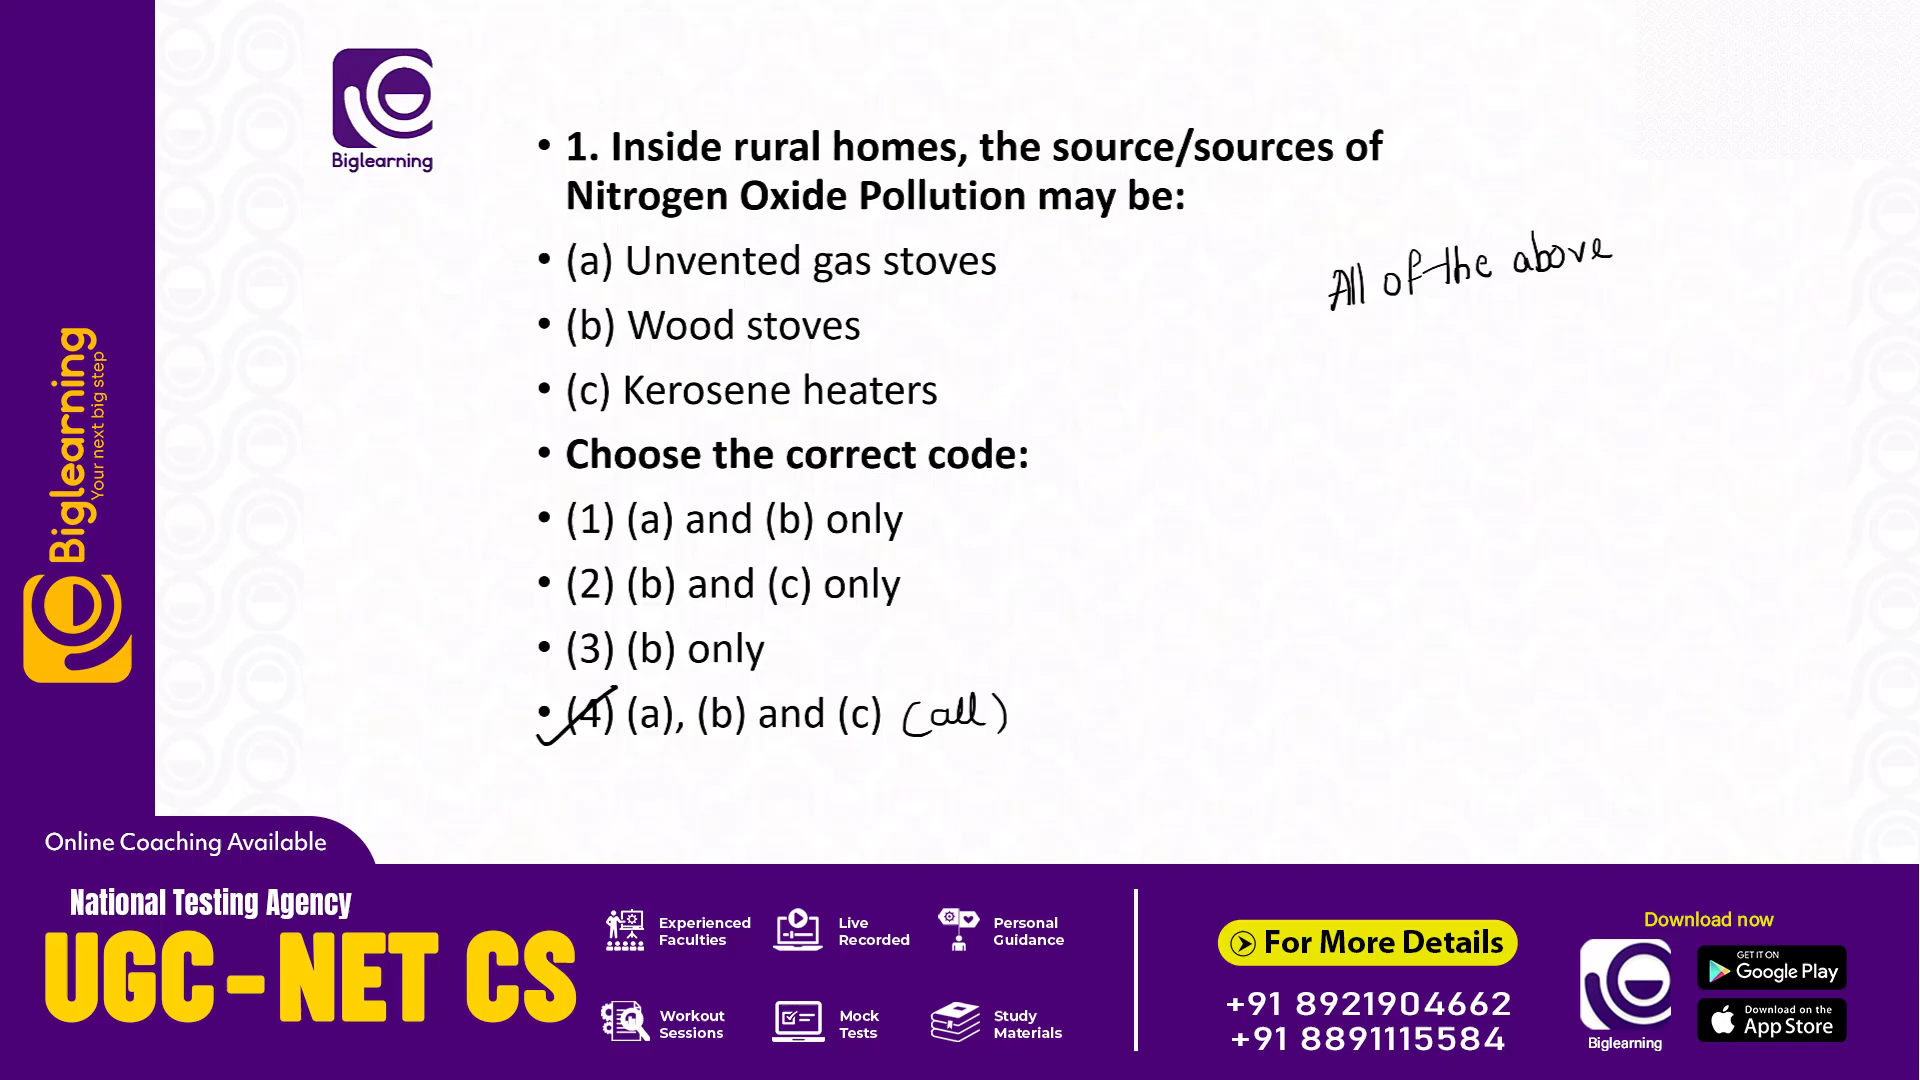 Biglearning
• 1. Inside rural homes, the source/sources of
Nitrogen Oxide Pollution may be:
• (a) Unvented gas stoves
• (b) Wood stoves
• (c) Kerosene heaters
• Choose the correct code:
• (1) (a) and (b) only
• (2) (b) and (c) only
• (3) (b) only
• (4) (a), (b) and (c) (all)
All of the above
Biglearning
Your next big step
Online Coaching Available
National Testing Agency
UGC-NET CS
Experienced
Faculties
Live
Recorded
Personal
Guidance
Workout
Sessions
Mock
Tests
Study
Materials
For More Details
+91 8921904662
+91 8891115584
Download now
Biglearning
GET IT ON
Google Play
Download on the
App Store